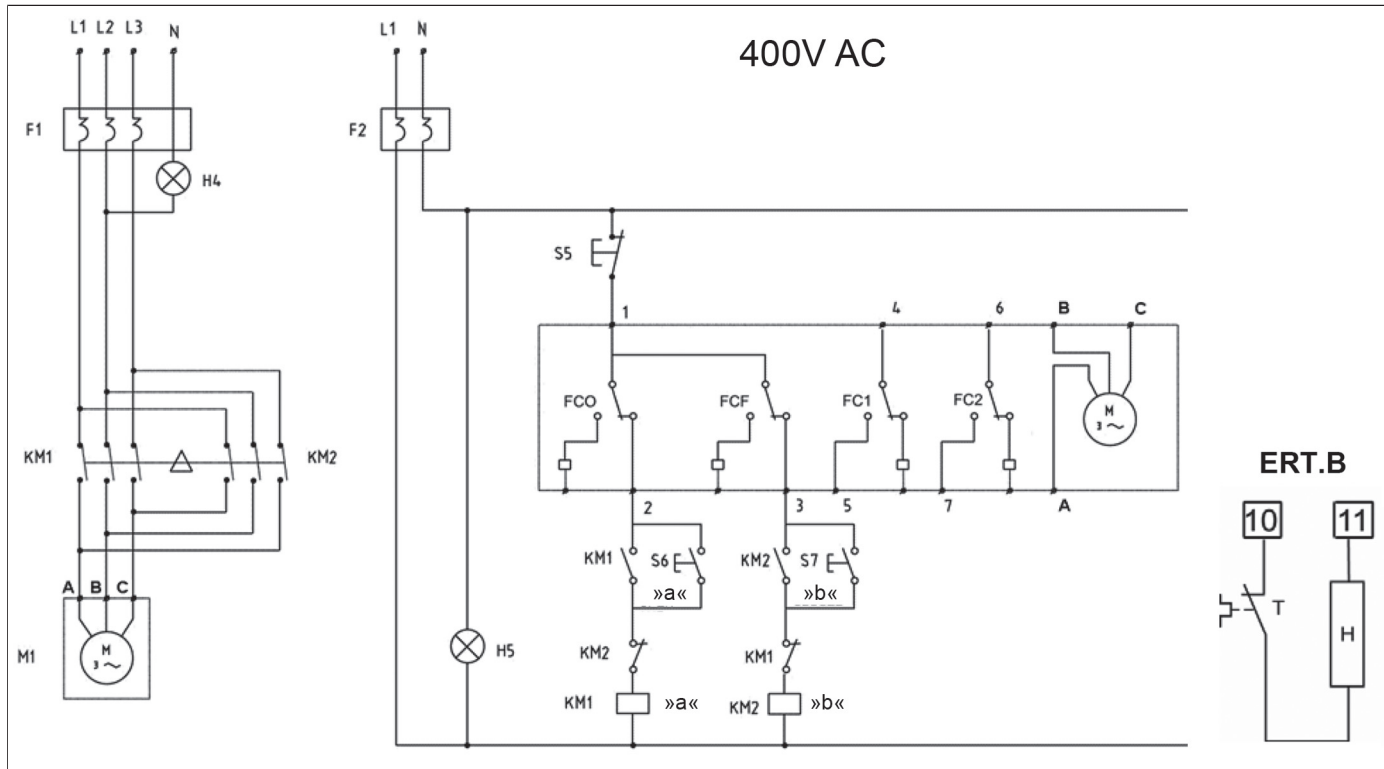 L1 L2 L3 N L1 N 400V AC
F1 F2
H4
S5
1 4 6 B C
FCO FCF FC1 FC2 M
3 ~
KM1 KM2
ERT.B
2 3 5 7 A
10 11
KM1 S6 KM2 S7
»a« »b«
A B C
T
H
M1 M
3 ~
H5
KM2 KM1
KM1 »a« KM2 »b«